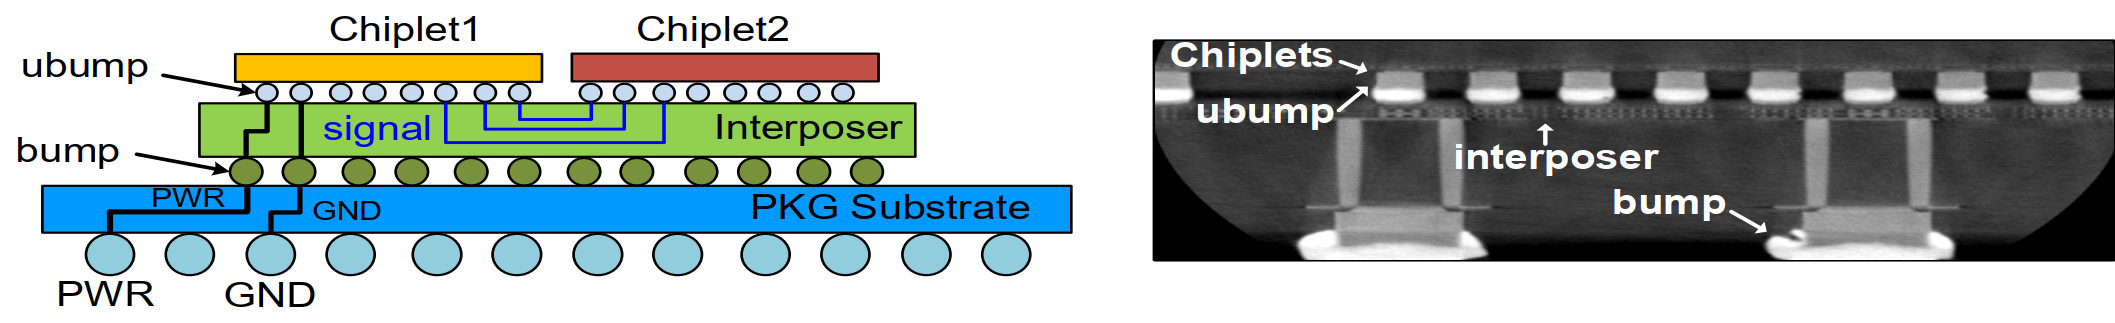 Chiplet1
Chiplet2
ubump
signal
Interposer
bump
PWR
GND
PKG Substrate
PWR
GND
Chiplets
ubump
interposer
bump